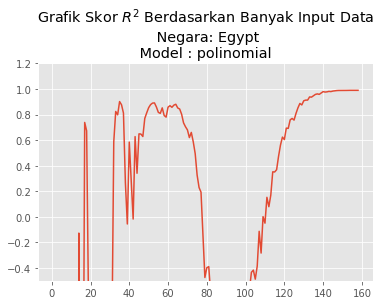 Grafik Skor R² Berdasarkan Banyak Input Data
Negara: Egypt
Model : polinomial
1.2
1.0
0.8
0.6
0.4
0.2
0.0
−0.2
−0.4
0 20 40 60 80 100 120 140 160